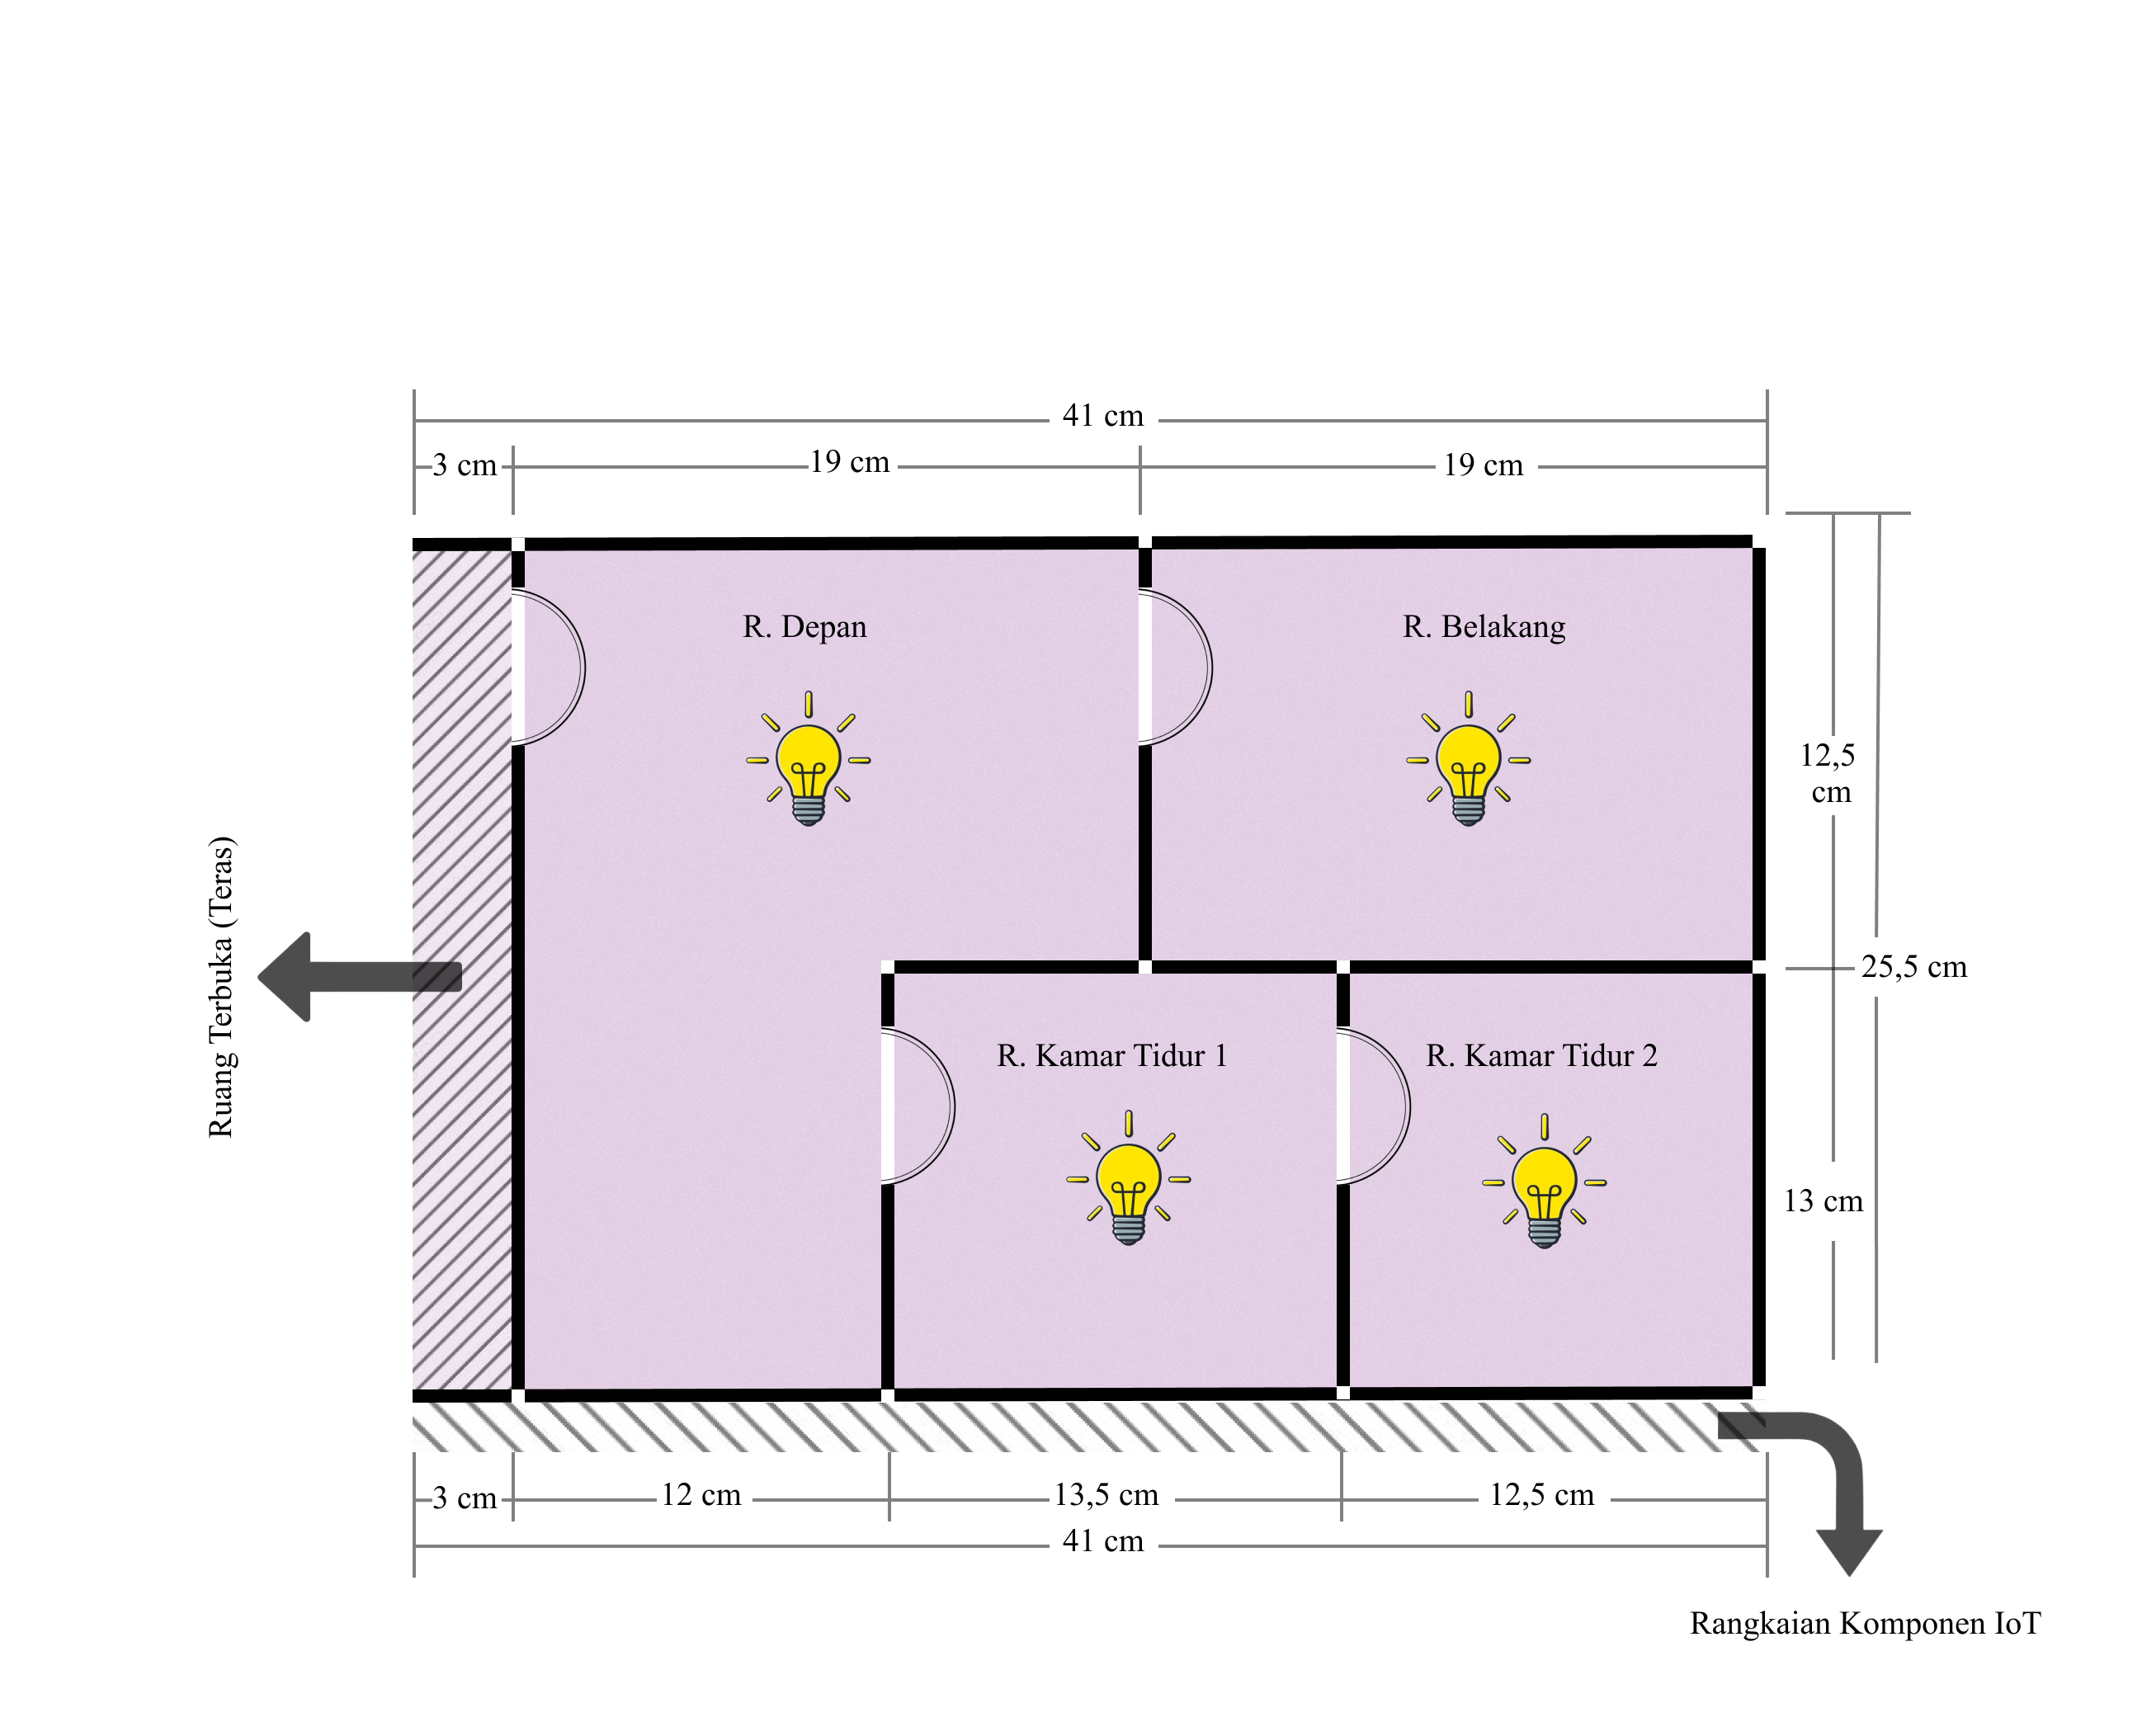 41 cm
3 cm
19 cm
19 cm
R. Depan
R. Belakang
12,5
cm
Ruang Terbuka (Teras)
25,5 cm
R. Kamar Tidur 1
R. Kamar Tidur 2
13 cm
3 cm
12 cm
13,5 cm
12,5 cm
41 cm
Rangkaian Komponen IoT